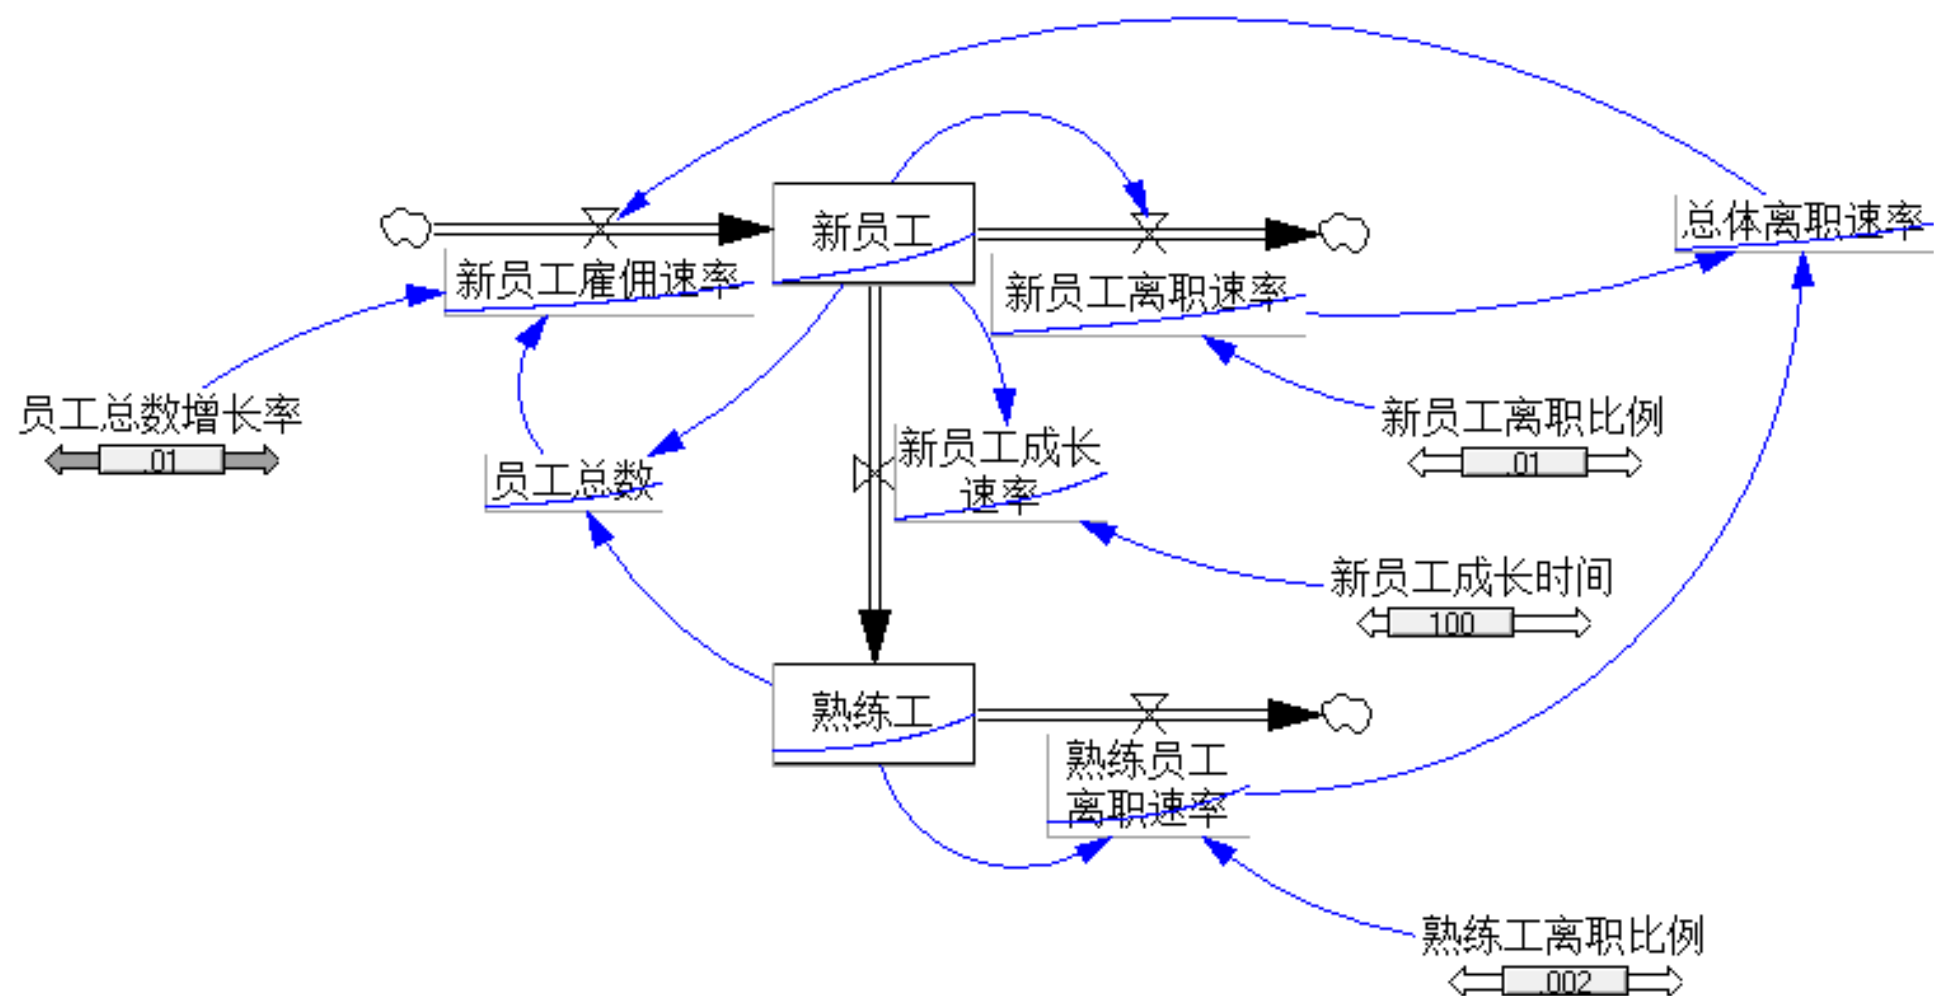 总体离职速率
新员工
新员工雇佣速率
新员工离职速率
员工总数增长率
.01
新员工离职比例
.01
员工总数
新员工成长
速率
新员工成长时间
100
熟练工
熟练员工
离职速率
熟练工离职比例
.002